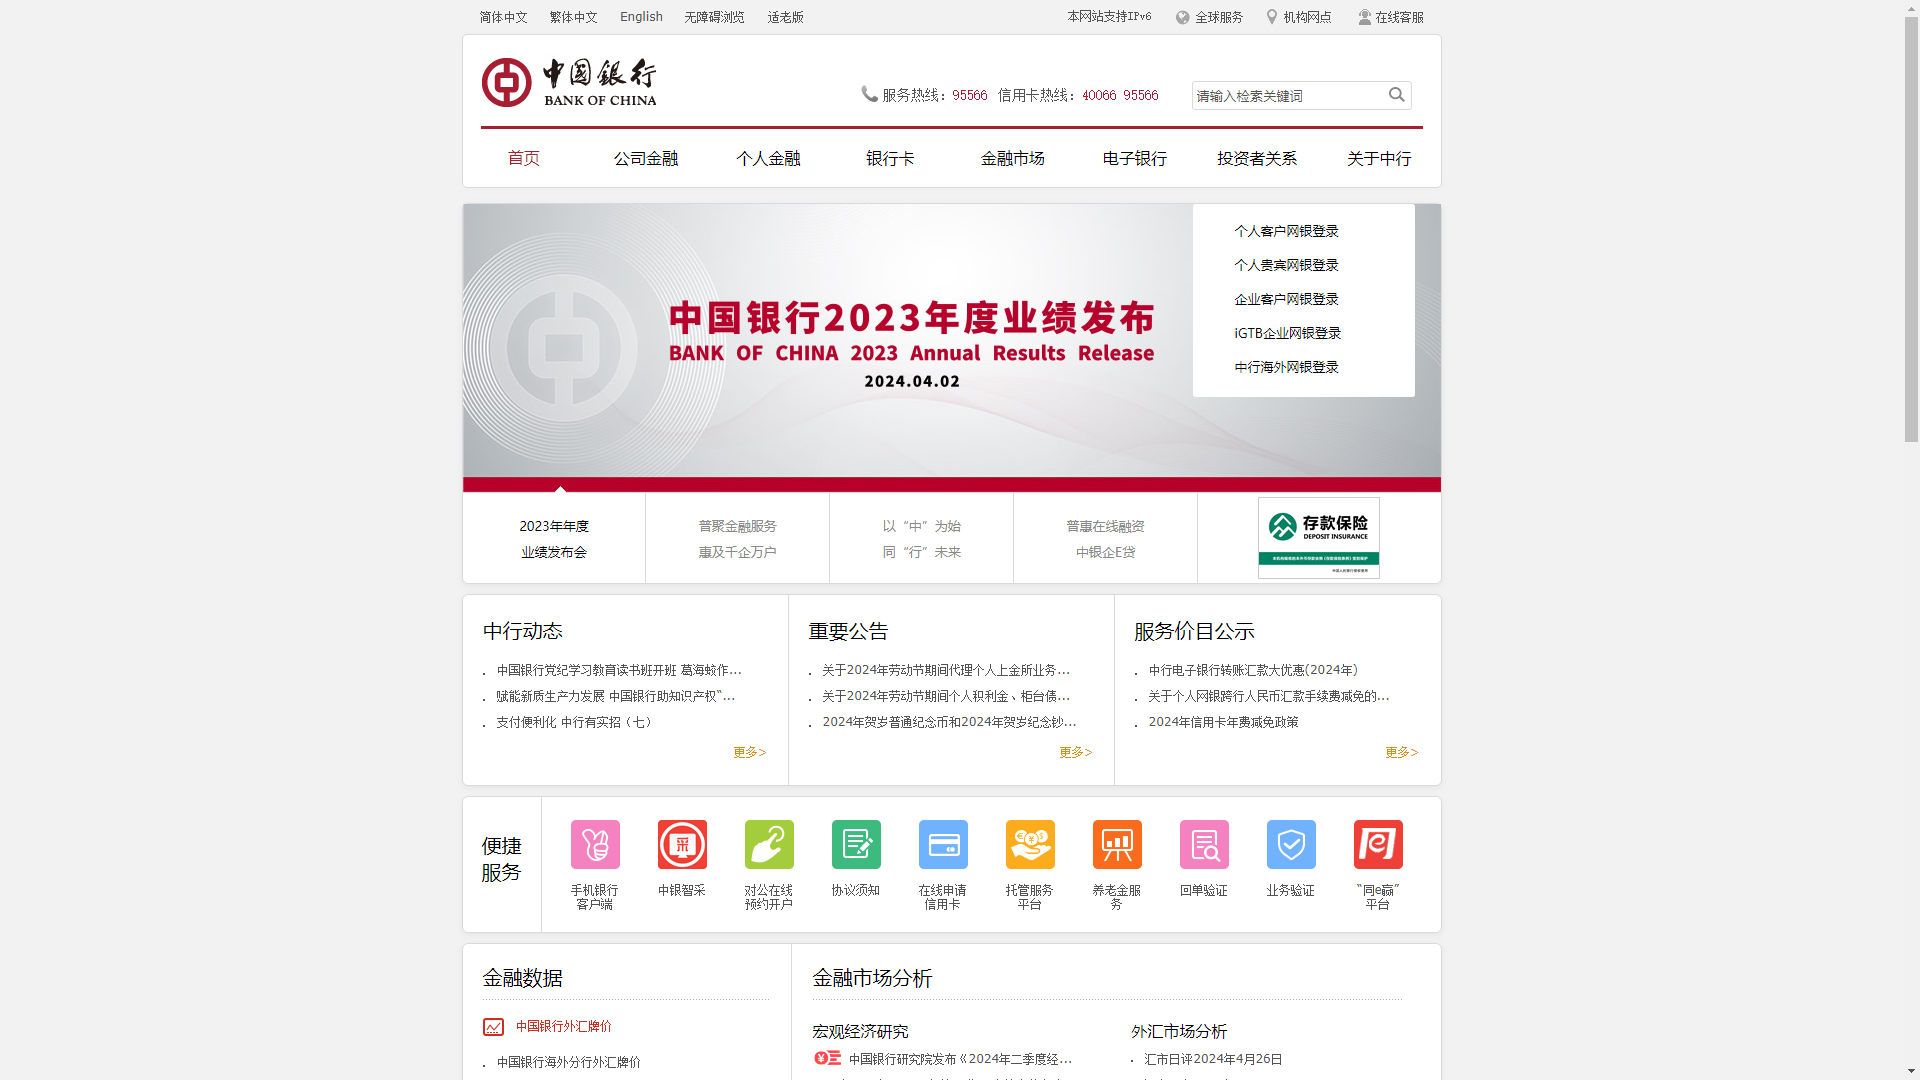 简体中文 繁体中文 English 无障碍浏览 适老版 本网站支持IPv6 全球服务 机构网点 在线客服
中国銀行
BANK OF CHINA
服务热线：95566 信用卡热线：40066 95566
请输入检索关键词
首页 公司金融 个人金融 银行卡 金融市场 电子银行 投资者关系 关于中行
个人客户网银登录
个人贵宾网银登录
企业客户网银登录
iGTB企业网银登录
中行海外网银登录
中国银行2023年度业绩发布
BANK OF CHINA 2023 Annual Results Release
2024.04.02
2023年年度
业绩发布会
普聚金融服务
惠及千企万户
以“中”为始
同“行”未来
普惠在线融资
中银企E贷
存款保险
DEPOSIT INSURANCE
中行动态
中国银行党纪学习教育读书班开班 葛海蛟作...
赋能新质生产力发展 中国银行助知识产权“...
支付便利化 中行有实招（七）
更多>
重要公告
关于2024年劳动节期间代理个人上金所业务...
关于2024年劳动节期间个人积利金、柜台债...
2024年贺岁普通纪念币和2024年贺岁纪念钞...
更多>
服务价目公示
中行电子银行转账汇款大优惠(2024年)
关于个人网银跨行人民币汇款手续费减免的...
2024年信用卡年费减免政策
更多>
便捷
服务
手机银行
客户端
采
中银智采
对公在线
预约开户
协议须知
在线申请
信用卡
托管服务
平台
养老金服
务
回单验证
业务验证
“同e赢”
平台
金融数据
中国银行外汇牌价
中国银行海外分行外汇牌价
金融市场分析
宏观经济研究
中国银行研究院发布《2024年二季度经...
外汇市场分析
汇市日评2024年4月26日